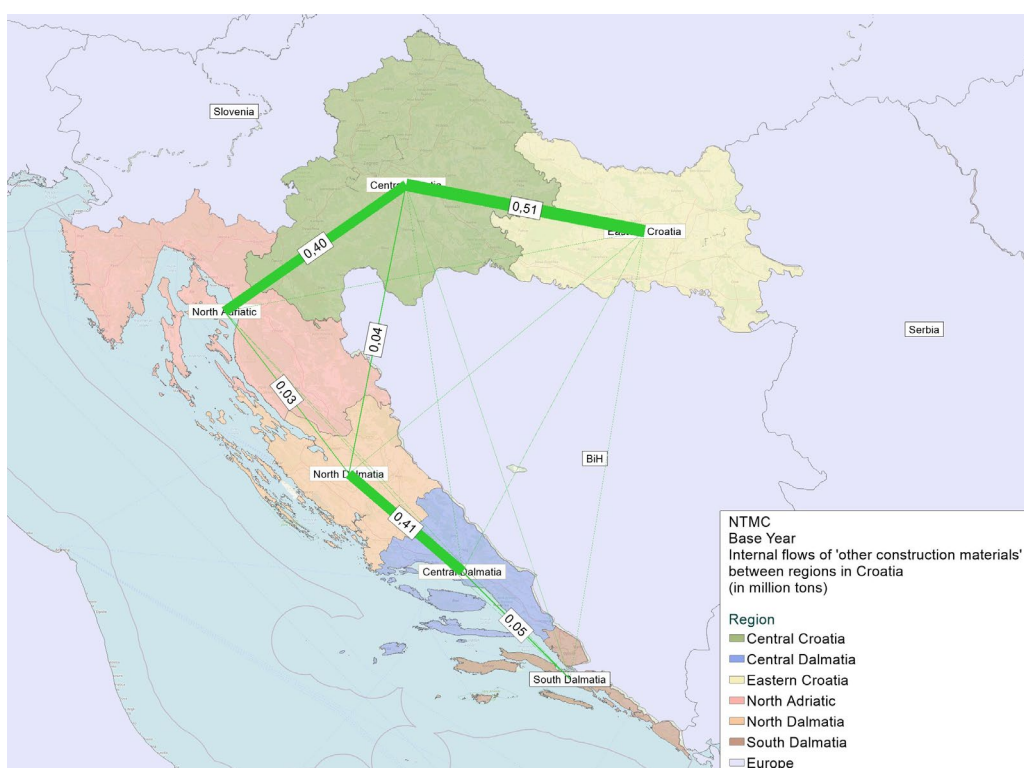 Slovenia
Central Croatia
0,51
Eastern Croatia
0,40
North Adriatic
Serbia
0,04
0,03
BiH
North Dalmatia
0,41
Central Dalmatia
0,05
South Dalmatia
NTMC
Base Year
Internal flows of 'other construction materials'
between regions in Croatia
(in million tons)
Region
Central Croatia
Central Dalmatia
Eastern Croatia
North Adriatic
North Dalmatia
South Dalmatia
Europe